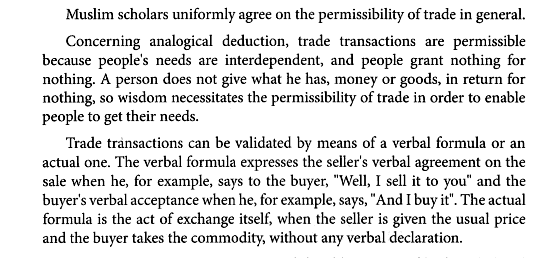 Muslim scholars uniformly agree on the permissibility of trade in general.
Concerning analogical deduction, trade transactions are permissible
because people's needs are interdependent, and people grant nothing for
nothing. A person does not give what he has, money or goods, in return for
nothing, so wisdom necessitates the permissibility of trade in order to enable
people to get their needs.
Trade transactions can be validated by means of a verbal formula or an
actual one. The verbal formula expresses the seller's verbal agreement on the
sale when he, for example, says to the buyer, "Well, I sell it to you" and the
buyer's verbal acceptance when he, for example, says, "And I buy it". The actual
formula is the act of exchange itself, when the seller is given the usual price
and the buyer takes the commodity, without any verbal declaration.